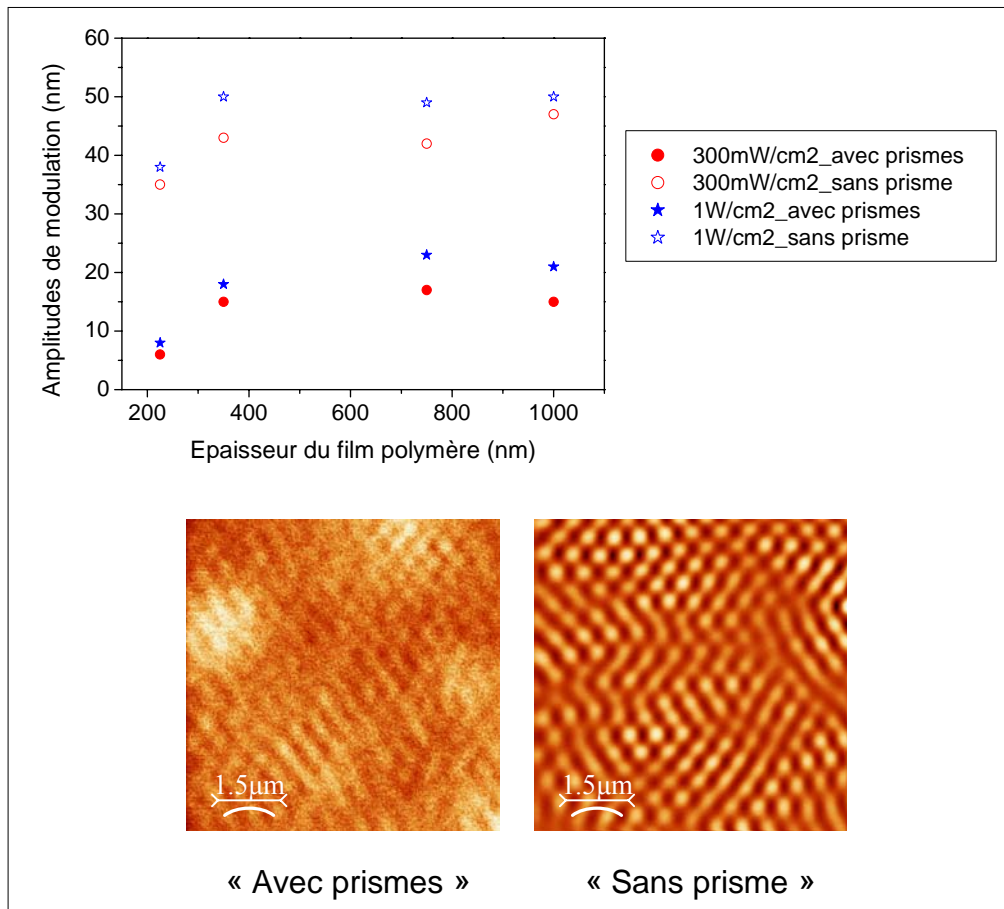 60
50
40
30
20
10
0
Amplitudes de modulation (nm)
200 400 600 800 1000
Epaisseur du film polymère (nm)
300mW/cm2_avec prismes
300mW/cm2_sans prisme
1W/cm2_avec prismes
1W/cm2_sans prisme
1.5μm
1.5μm
« Avec prismes »
« Sans prisme »